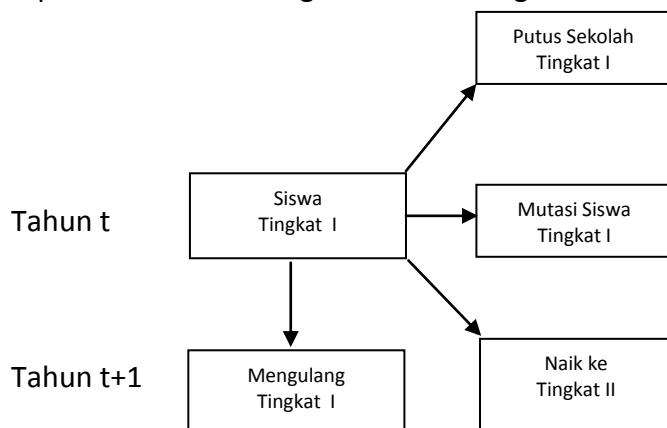 Putus Sekolah
Tingkat I
Siswa
Tingkat I
Tahun t
Mutasi Siswa
Tingkat I
Tahun t+1
Mengulang
Tingkat I
Naik ke
Tingkat II